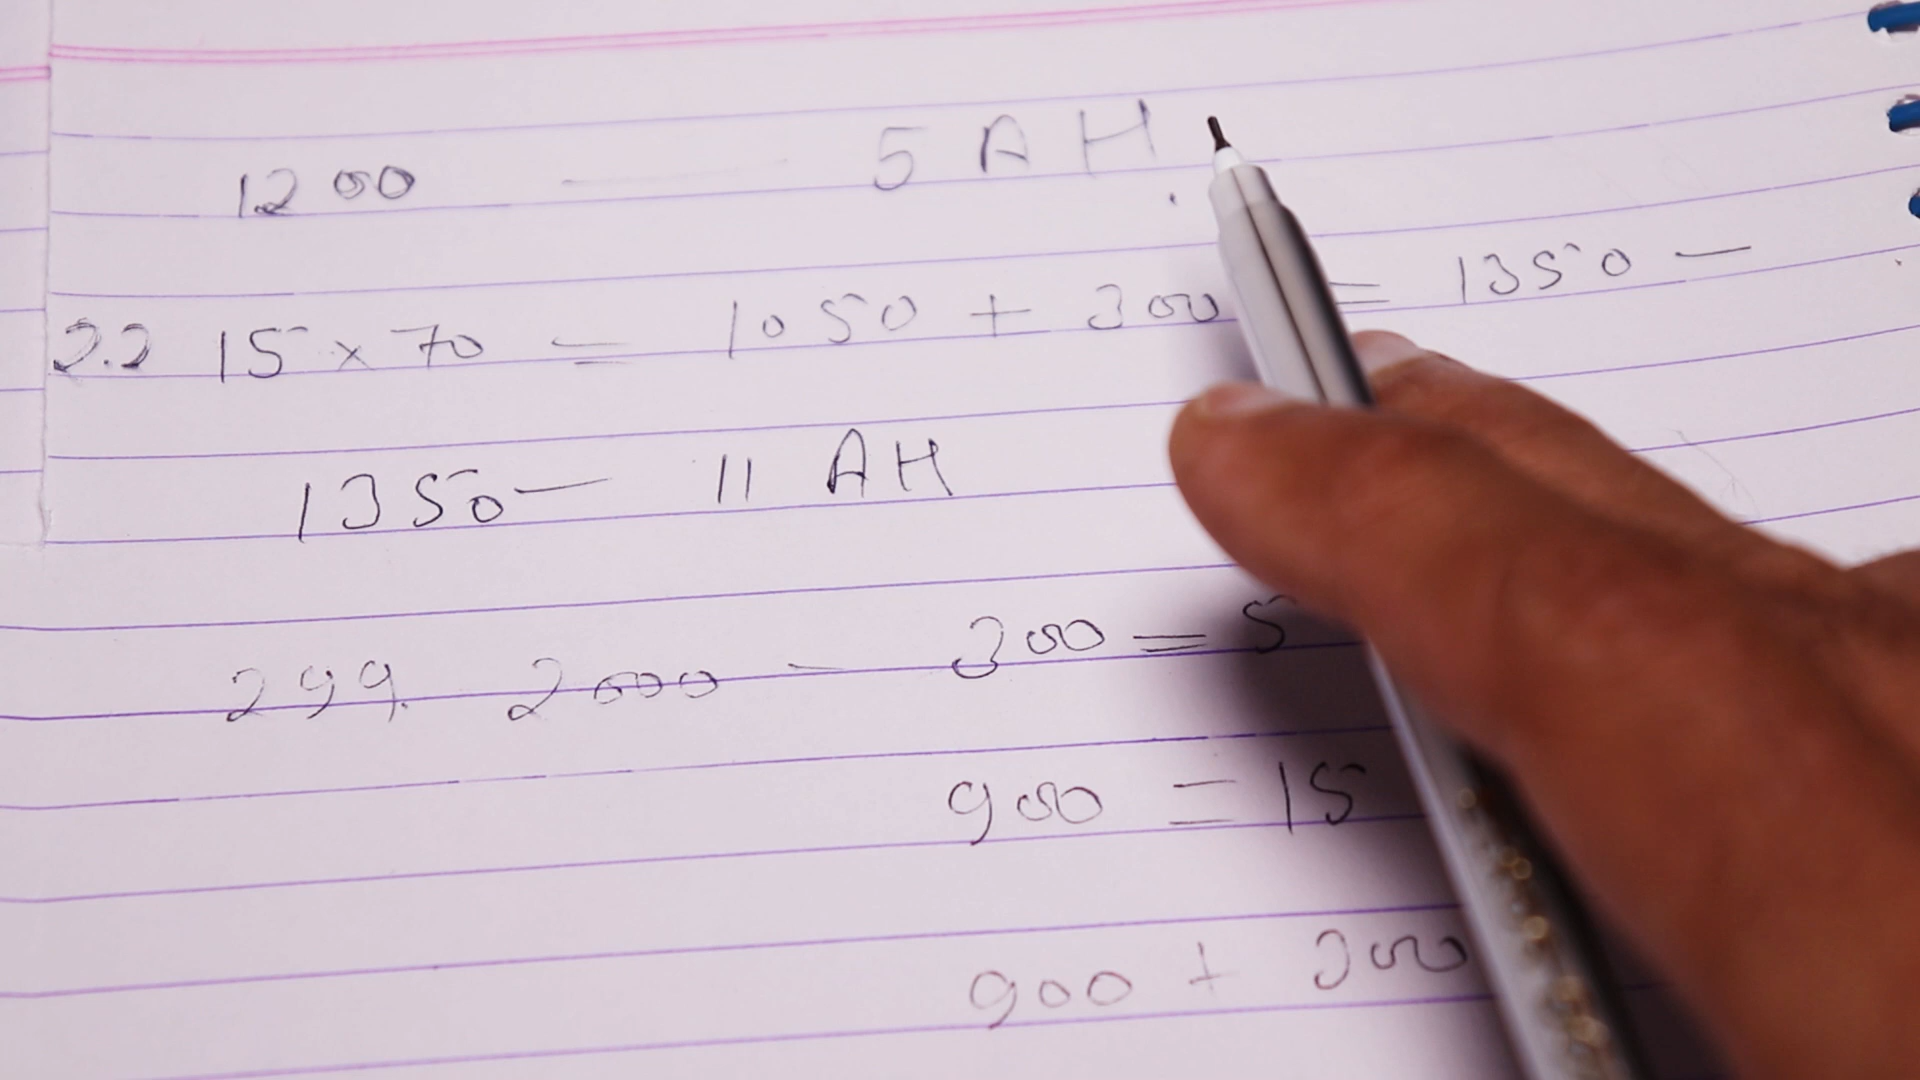 1200 — 5 AH.
2.2 15 x 70 = 1050 + 300 = 1350 —
1350 — 11 AH
299. 2000 — 300 = 5
900 = 15
900 + 300